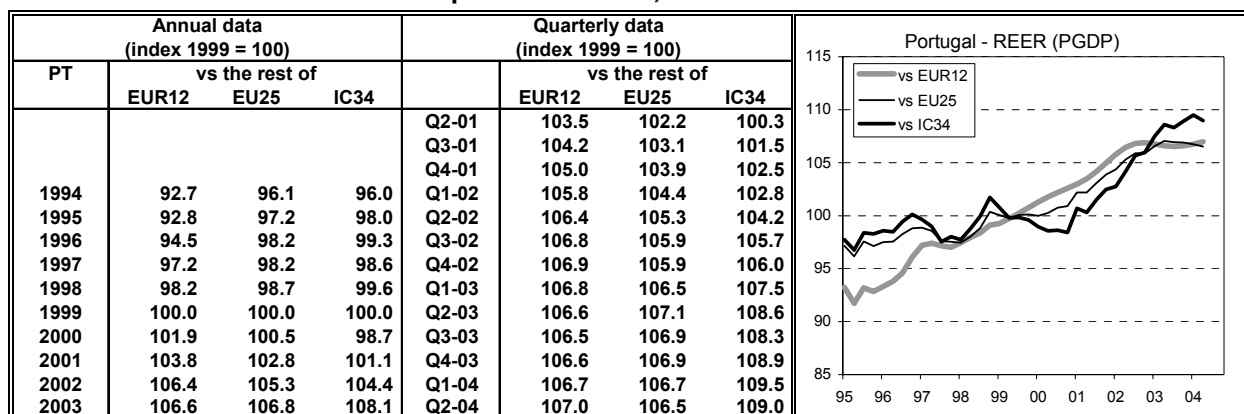 Annual data Quarterly data
(index 1999 = 100) (index 1999 = 100)
PT vs the rest of vs the rest of
EUR12 EU25 IC34 EUR12 EU25 IC34
Q2-01 103.5 102.2 100.3
Q3-01 104.2 103.1 101.5
Q4-01 105.0 103.9 102.5
1994 92.7 96.1 96.0 Q1-02 105.8 104.4 102.8
1995 92.8 97.2 98.0 Q2-02 106.4 105.3 104.2
1996 94.5 98.2 99.3 Q3-02 106.8 105.9 105.7
1997 97.2 98.2 98.6 Q4-02 106.9 105.9 106.0
1998 98.2 98.7 99.6 Q1-03 106.8 106.5 107.5
1999 100.0 100.0 100.0 Q2-03 106.6 107.1 108.6
2000 101.9 100.5 98.7 Q3-03 106.5 106.9 108.3
2001 103.8 102.8 101.1 Q4-03 106.6 106.9 108.9
2002 106.4 105.3 104.4 Q1-04 106.7 106.7 109.5
2003 106.6 106.8 108.1 Q2-04 107.0 106.5 109.0
Portugal - REER (PGDP)
115
vs EUR12
vs EU25
110
vs IC34
105
100
95
90
85
95 96 97 98 99 00 01 02 03 04